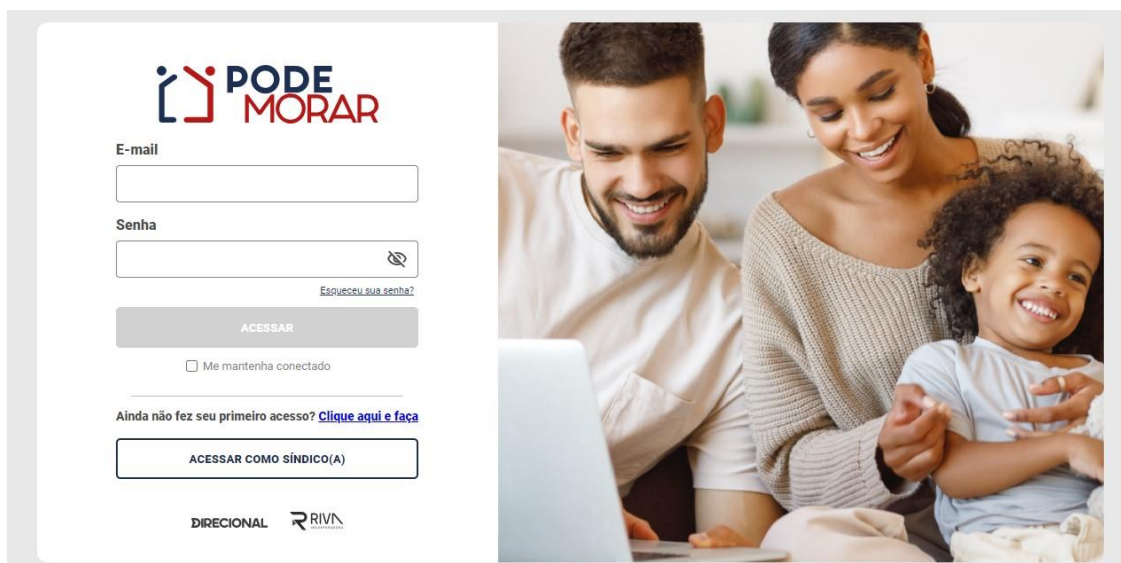 PODE
MORAR
E-mail
Senha
Esqueceu sua senha?
ACESSAR
Me mantenha conectado
Ainda não fez seu primeiro acesso? Clique aqui e faça
ACESSAR COMO SÍNDICO(A)
DIRECIONAL RIVA